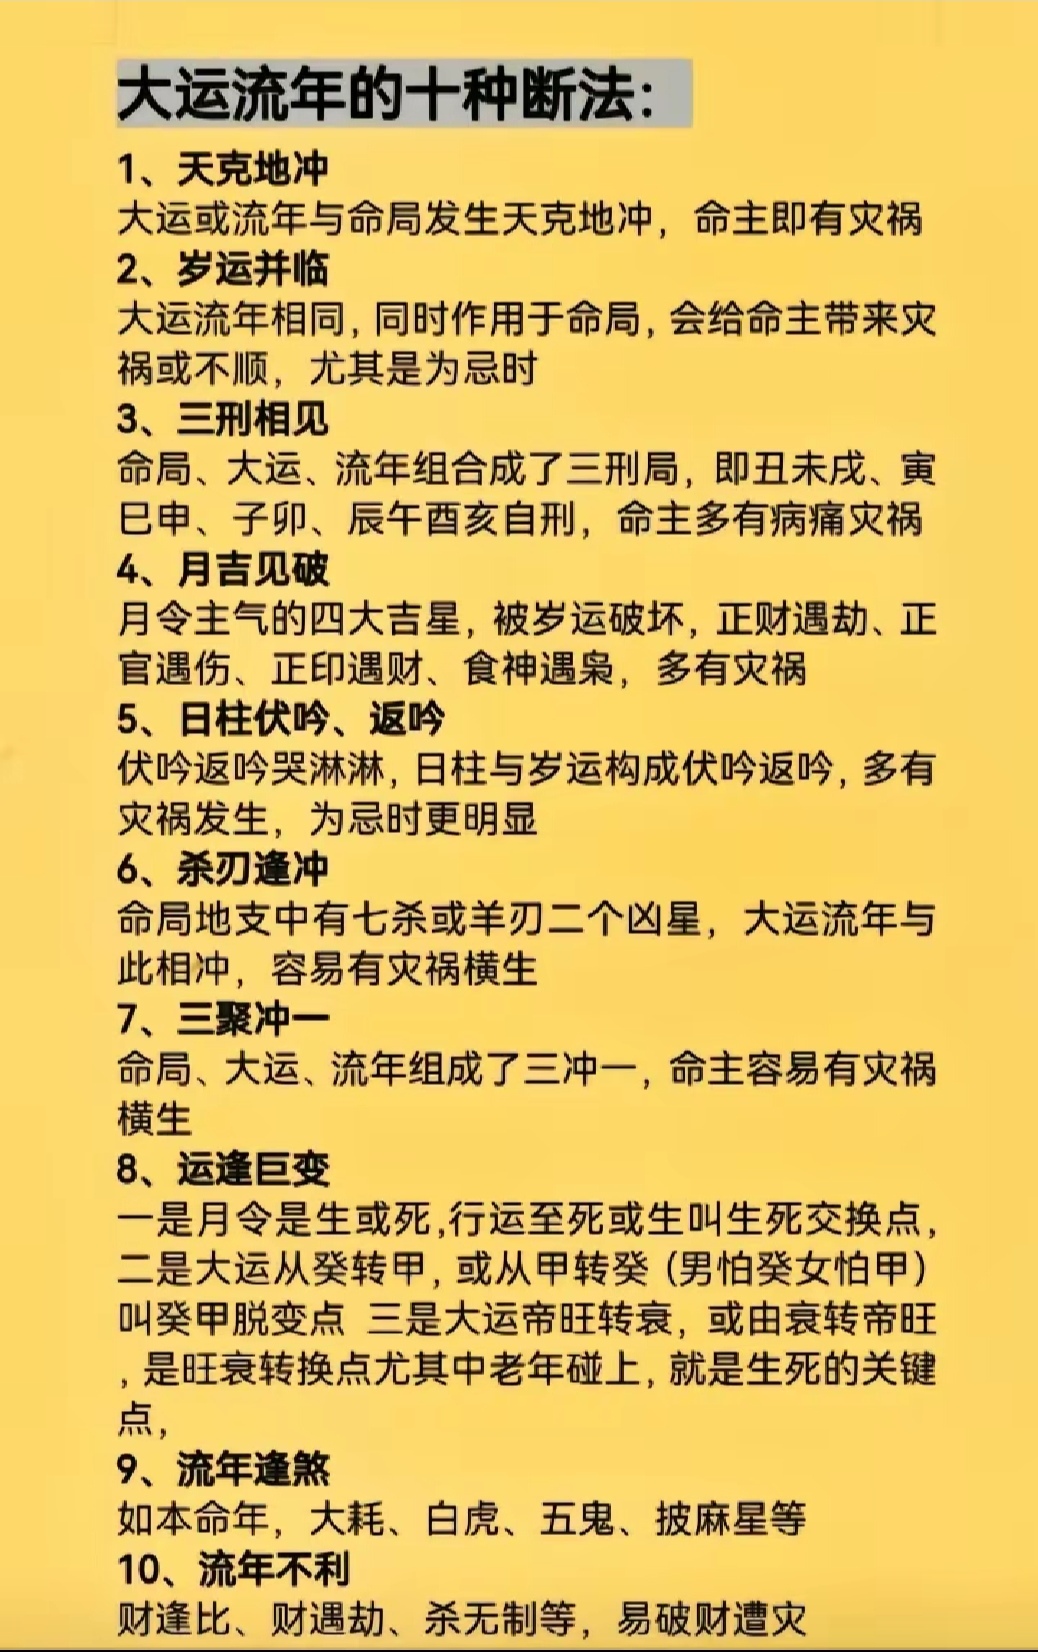 大运流年的十种断法：
1、天克地冲
大运或流年与命局发生天克地冲，命主即有灾祸
2、岁运并临
大运流年相同，同时作用于命局，会给命主带来灾
祸或不顺，尤其是为忌时
3、三刑相见
命局、大运、流年组合成了三刑局，即丑未戌、寅
巳申、子卯、辰午酉亥自刑，命主多有病痛灾祸
4、月吉见破
月令主气的四大吉星，被岁运破坏，正财遇劫、正
官遇伤、正印遇财、食神遇枭，多有灾祸
5、日柱伏吟、返吟
伏吟返吟哭淋淋，日柱与岁运构成伏吟返吟，多有
灾祸发生，为忌时更明显
6、杀刃逢冲
命局地支中有七杀或羊刃二个凶星，大运流年与
此相冲，容易有灾祸横生
7、三聚冲一
命局、大运、流年组成了三冲一，命主容易有灾祸
横生
8、运逢巨变
一是月令是生或死,行运至死或生叫生死交换点，
二是大运从癸转甲，或从甲转癸（男怕癸女怕甲）
叫癸甲脱变点 三是大运帝旺转衰，或由衰转帝旺
，是旺衰转换点尤其中老年碰上，就是生死的关键
点，
9、流年逢煞
如本命年，大耗、白虎、五鬼、披麻星等
10、流年不利
财逢比、财遇劫、杀无制等，易破财遭灾